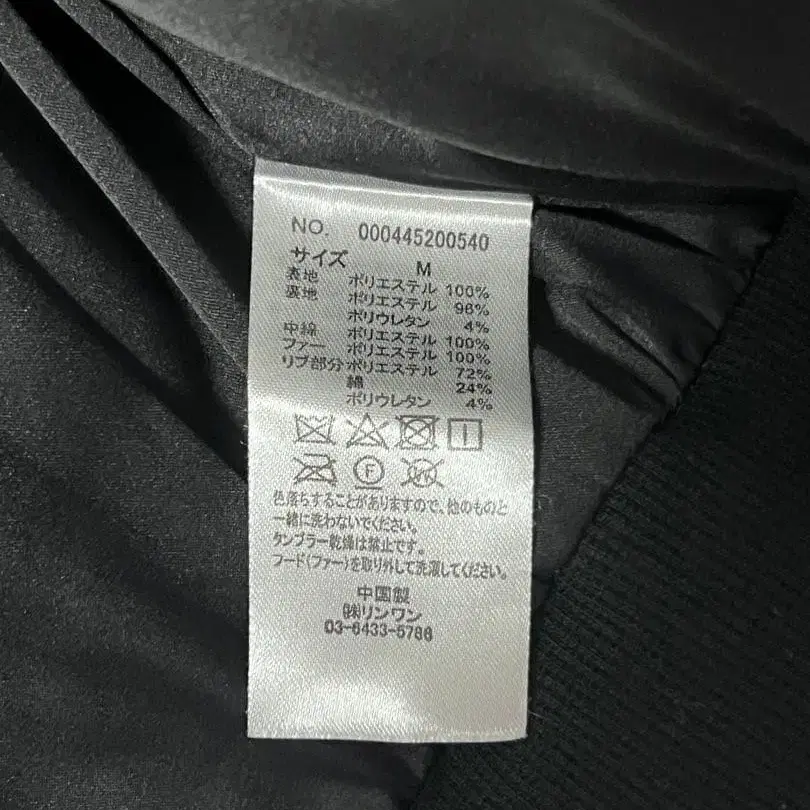 NO. 000445200540
サイズ M
表地 ポリエステル 100%
裏地 ポリエステル 96%
ポリウレタン 4%
中綿 ポリエステル 100%
ファー ポリエステル 100%
リブ部分 ポリエステル 72%
綿 24%
ポリウレタン 4%
F
W
色落ちすることがありますので、他のものと
一緒に洗わないでください。
タンブラー乾燥は禁止です。
フード(ファー)を取り外して洗濯してください。
中国製
㈱リンワン
03-6433-5786